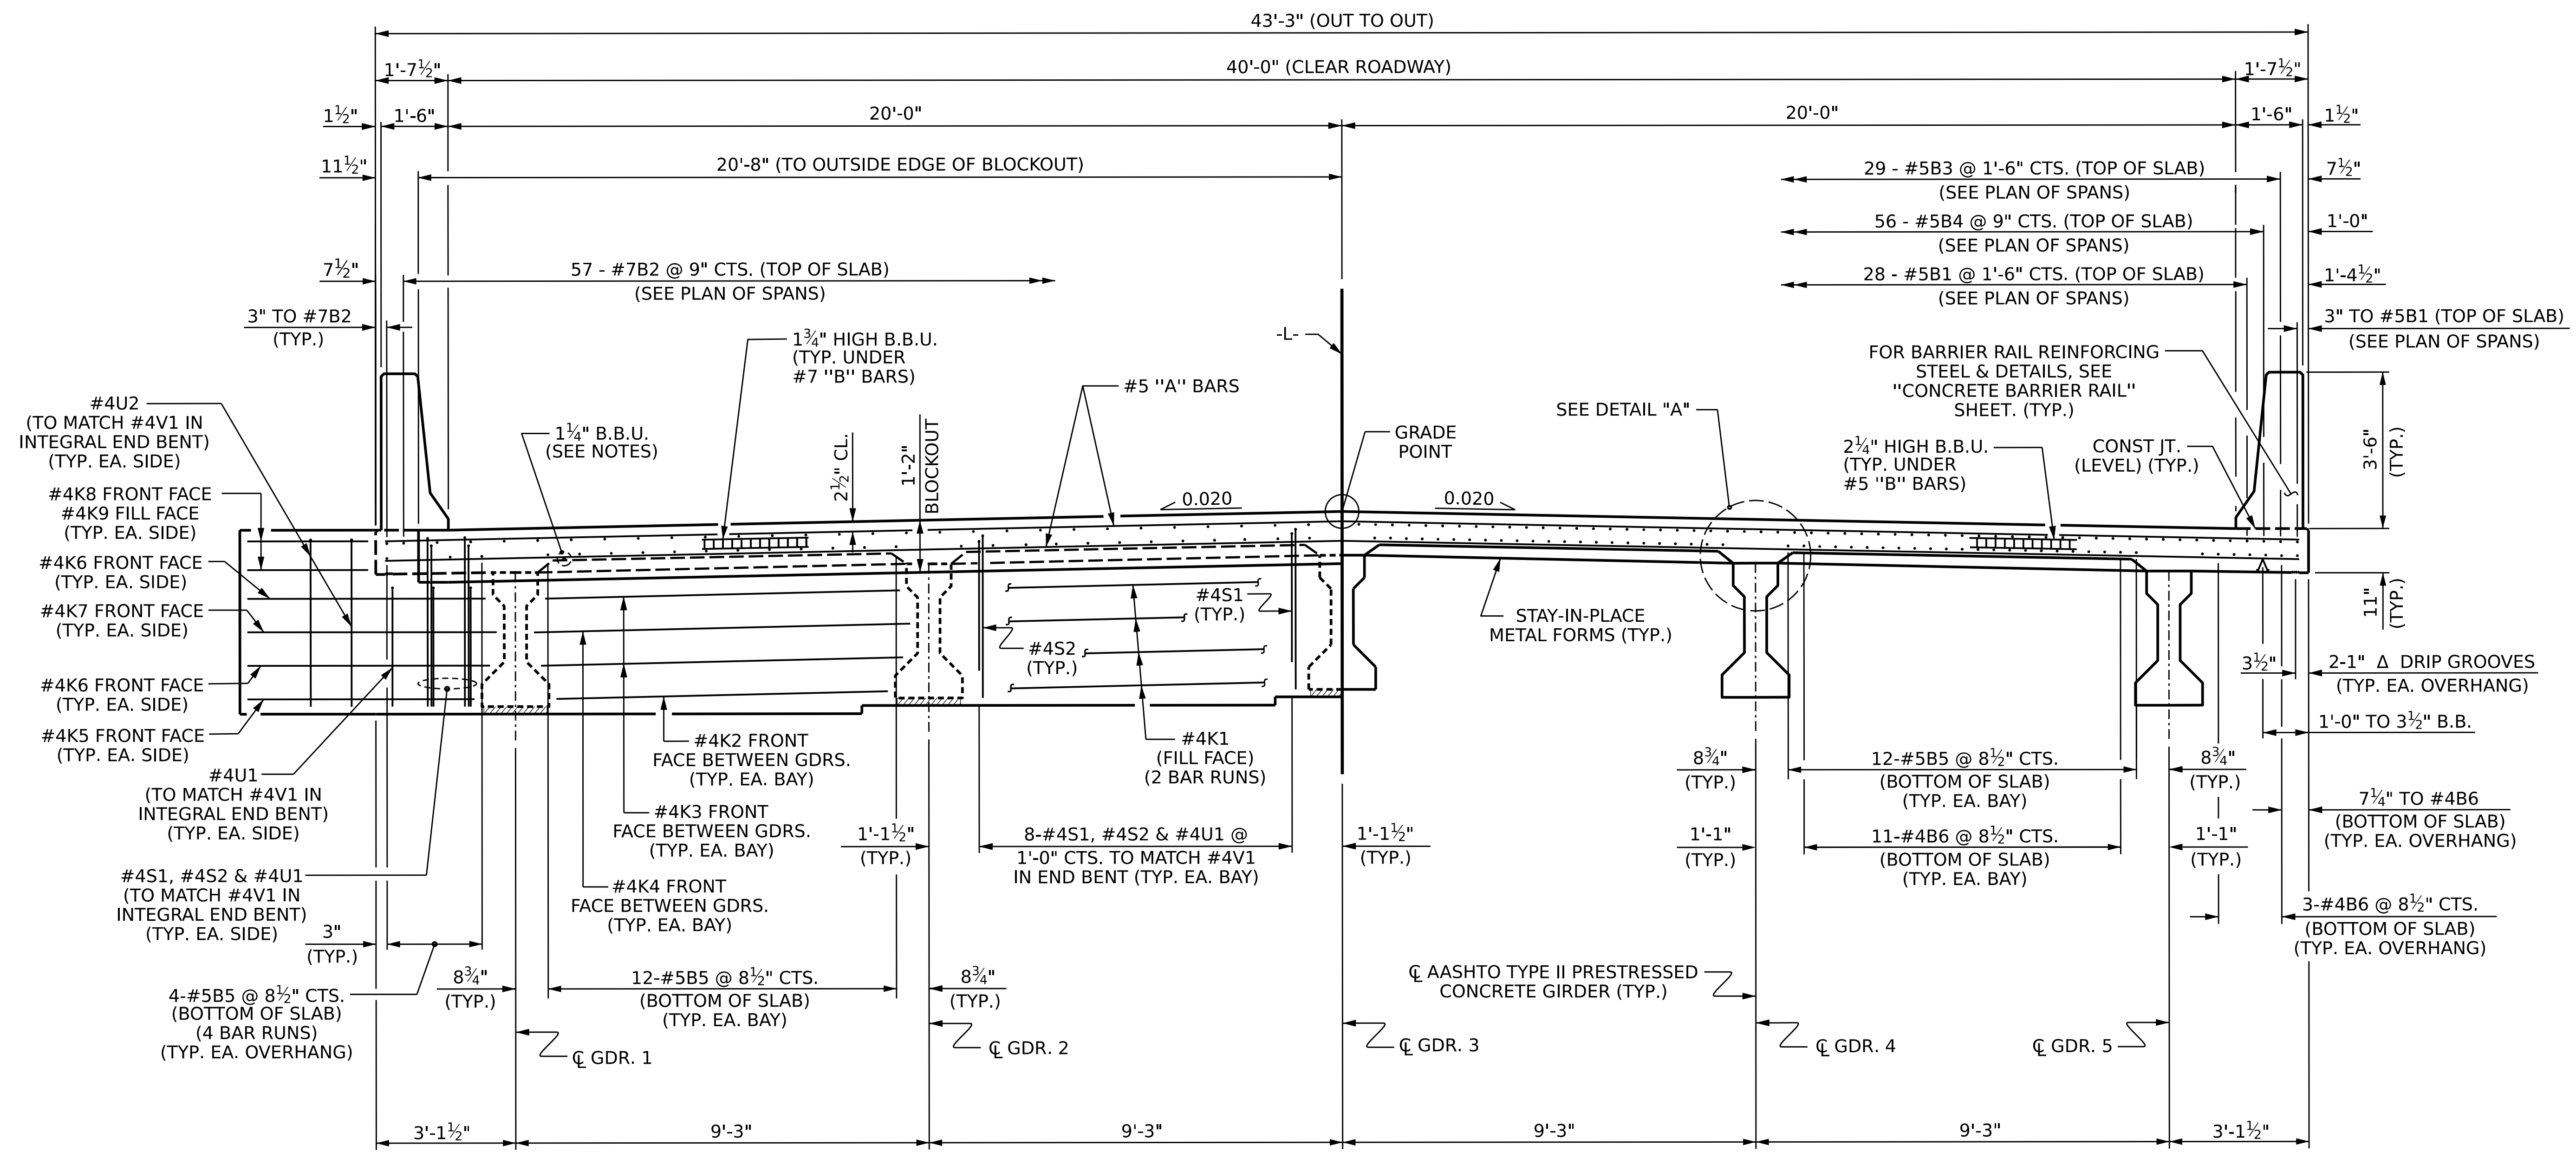 43'-3" (OUT TO OUT)
1'-7½"
40'-0" (CLEAR ROADWAY)
1'-7½"
1½"
1'-6"
20'-0"
20'-0"
1'-6"
1½"
11½"
20'-8" (TO OUTSIDE EDGE OF BLOCKOUT)
29 - #5B3 @ 1'-6" CTS. (TOP OF SLAB)
(SEE PLAN OF SPANS)
7½"
56 - #5B4 @ 9" CTS. (TOP OF SLAB)
(SEE PLAN OF SPANS)
1'-0"
7½"
57 - #7B2 @ 9" CTS. (TOP OF SLAB)
(SEE PLAN OF SPANS)
28 - #5B1 @ 1'-6" CTS. (TOP OF SLAB)
(SEE PLAN OF SPANS)
1'-4½"
3" TO #7B2
(TYP.)
3" TO #5B1 (TOP OF SLAB)
(SEE PLAN OF SPANS)
1¾" HIGH B.B.U.
(TYP. UNDER
#7 ''B'' BARS)
-L-
FOR BARRIER RAIL REINFORCING
STEEL & DETAILS, SEE
''CONCRETE BARRIER RAIL''
SHEET. (TYP.)
#5 ''A'' BARS
SEE DETAIL "A"
#4U2
(TO MATCH #4V1 IN
INTEGRAL END BENT)
(TYP. EA. SIDE)
1¼" B.B.U.
(SEE NOTES)
2½" CL.
1'-2"
BLOCKOUT
GRADE
POINT
2¼" HIGH B.B.U.
(TYP. UNDER
#5 ''B'' BARS)
CONST JT.
(LEVEL) (TYP.)
3'-6"
(TYP.)
0.020
0.020
#4K8 FRONT FACE
#4K9 FILL FACE
(TYP. EA. SIDE)
#4K6 FRONT FACE
(TYP. EA. SIDE)
#4K7 FRONT FACE
(TYP. EA. SIDE)
#4K6 FRONT FACE
(TYP. EA. SIDE)
#4K5 FRONT FACE
(TYP. EA. SIDE)
#4S1
(TYP.)
#4S2
(TYP.)
STAY-IN-PLACE
METAL FORMS (TYP.)
11"
(TYP.)
3½"
2-1" Δ DRIP GROOVES
(TYP. EA. OVERHANG)
1'-0" TO 3½" B.B.
#4U1
(TO MATCH #4V1 IN
INTEGRAL END BENT)
(TYP. EA. SIDE)
#4K2 FRONT
FACE BETWEEN GDRS.
(TYP. EA. BAY)
#4K1
(FILL FACE)
(2 BAR RUNS)
8¾"
(TYP.)
12-#5B5 @ 8½" CTS.
(BOTTOM OF SLAB)
(TYP. EA. BAY)
8¾"
(TYP.)
#4K3 FRONT
FACE BETWEEN GDRS.
(TYP. EA. BAY)
7¼" TO #4B6
(BOTTOM OF SLAB)
(TYP. EA. OVERHANG)
1'-1½"
(TYP.)
8-#4S1, #4S2 & #4U1 @
1'-0" CTS. TO MATCH #4V1
IN END BENT (TYP. EA. BAY)
1'-1½"
(TYP.)
1'-1"
(TYP.)
11-#4B6 @ 8½" CTS.
(BOTTOM OF SLAB)
(TYP. EA. BAY)
1'-1"
(TYP.)
#4S1, #4S2 & #4U1
(TO MATCH #4V1 IN
INTEGRAL END BENT)
(TYP. EA. SIDE)
#4K4 FRONT
FACE BETWEEN GDRS.
(TYP. EA. BAY)
3-#4B6 @ 8½" CTS.
(BOTTOM OF SLAB)
(TYP. EA. OVERHANG)
3"
(TYP.)
4-#5B5 @ 8½" CTS.
(BOTTOM OF SLAB)
(4 BAR RUNS)
(TYP. EA. OVERHANG)
8¾"
(TYP.)
12-#5B5 @ 8½" CTS.
(BOTTOM OF SLAB)
(TYP. EA. BAY)
8¾"
(TYP.)
℄ AASHTO TYPE II PRESTRESSED
CONCRETE GIRDER (TYP.)
℄ GDR. 1
℄ GDR. 2
℄ GDR. 3
℄ GDR. 4
℄ GDR. 5
3'-1½"
9'-3"
9'-3"
9'-3"
9'-3"
3'-1½"